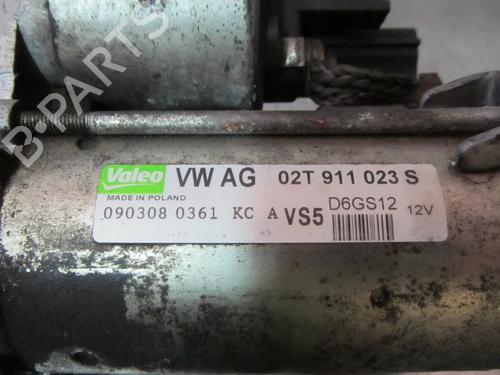 Valeo VW AG 02T 911 023 S
MADE IN POLAND
090308 0361 KC A VS5 D6GS12 12V
B-PARTS